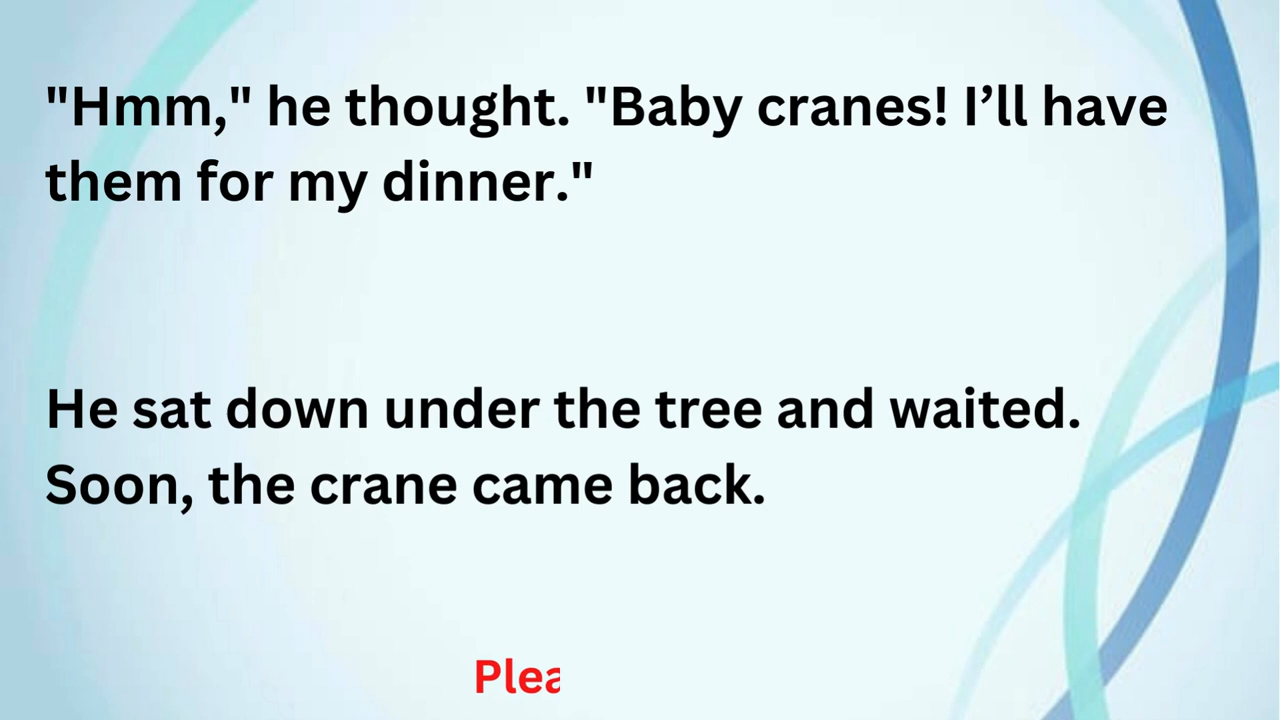 "Hmm," he thought. "Baby cranes! I’ll have
them for my dinner."
He sat down under the tree and waited.
Soon, the crane came back.